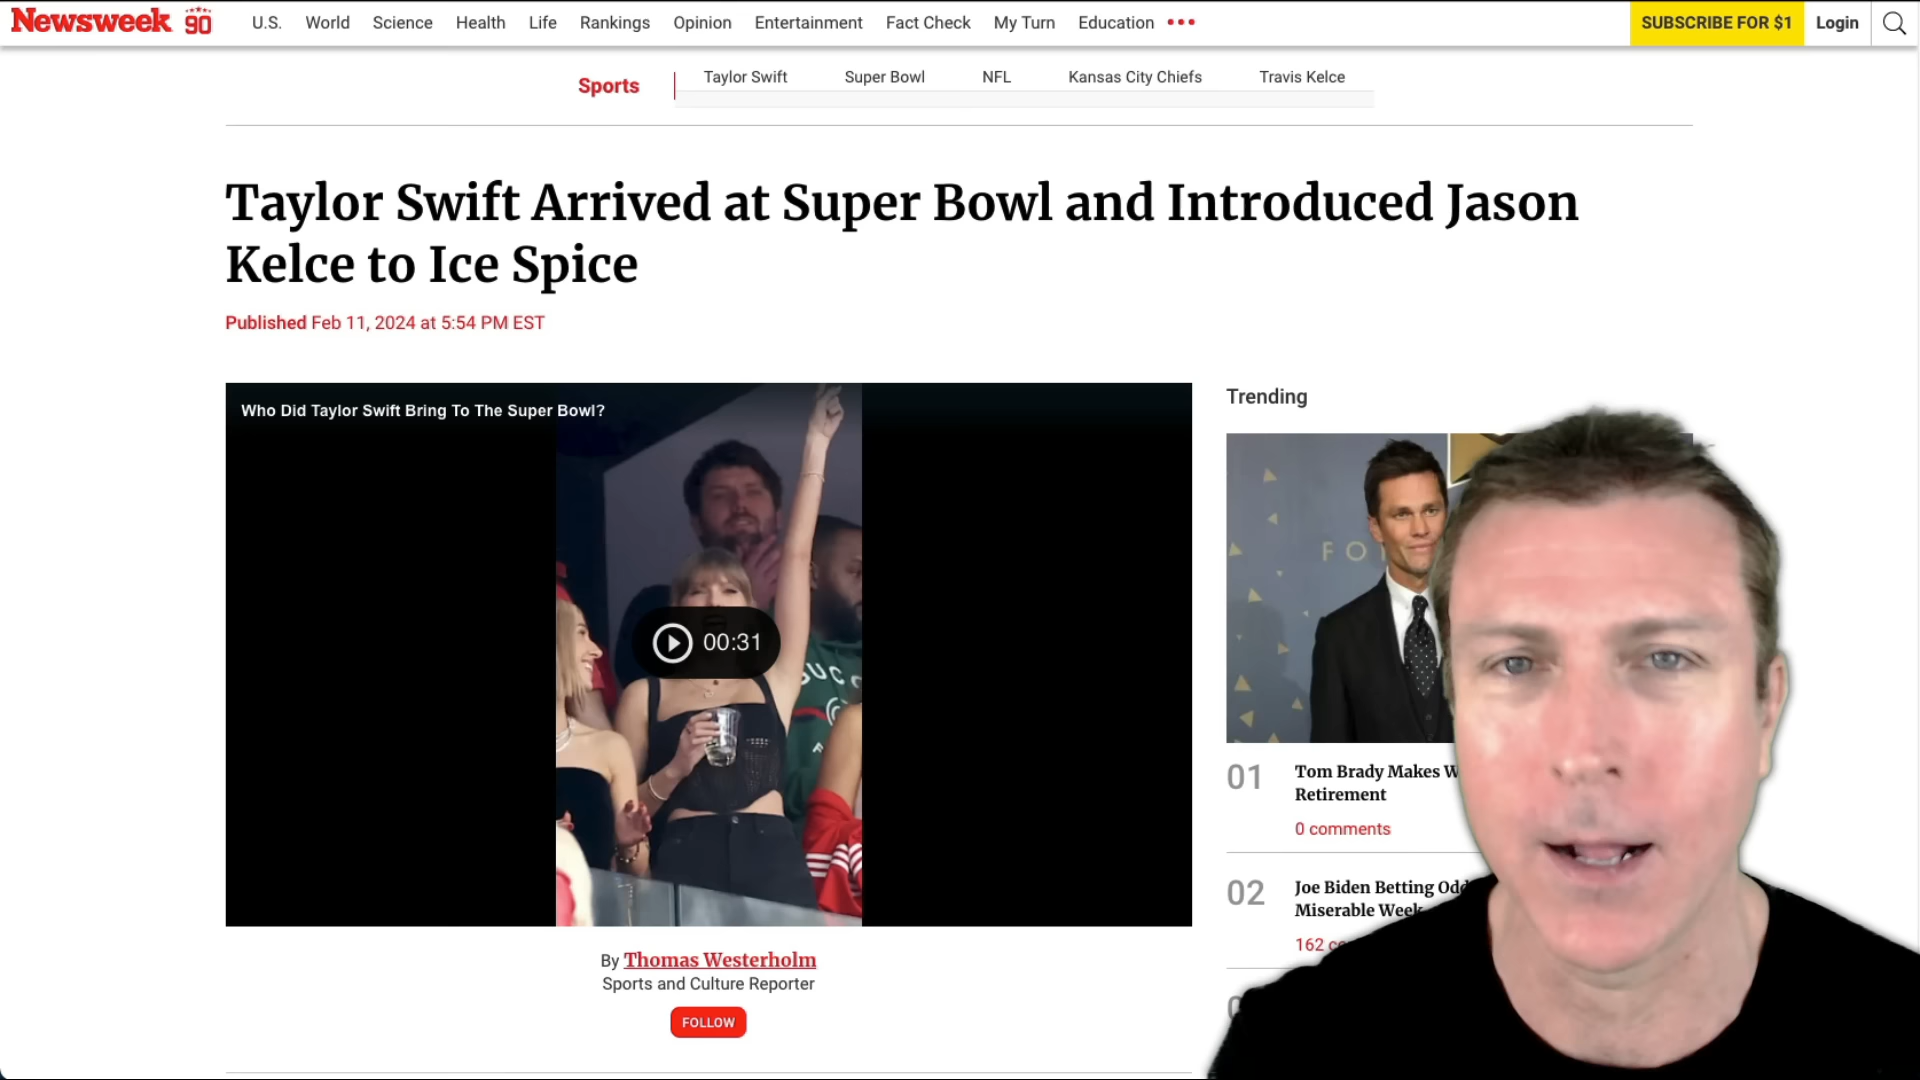 Newsweek 90 U.S. World Science Health Life Rankings Opinion Entertainment Fact Check My Turn Education SUBSCRIBE FOR $1 Login
Sports Taylor Swift Super Bowl NFL Kansas City Chiefs Travis Kelce
Taylor Swift Arrived at Super Bowl and Introduced Jason
Kelce to Ice Spice
Published Feb 11, 2024 at 5:54 PM EST
Who Did Taylor Swift Bring To The Super Bowl?
00:31
By Thomas Westerholm
Sports and Culture Reporter
FOLLOW
Trending
01
Tom Brady Makes
Retirement
0 comments
02
Joe Biden Betting
Miserable Week
162